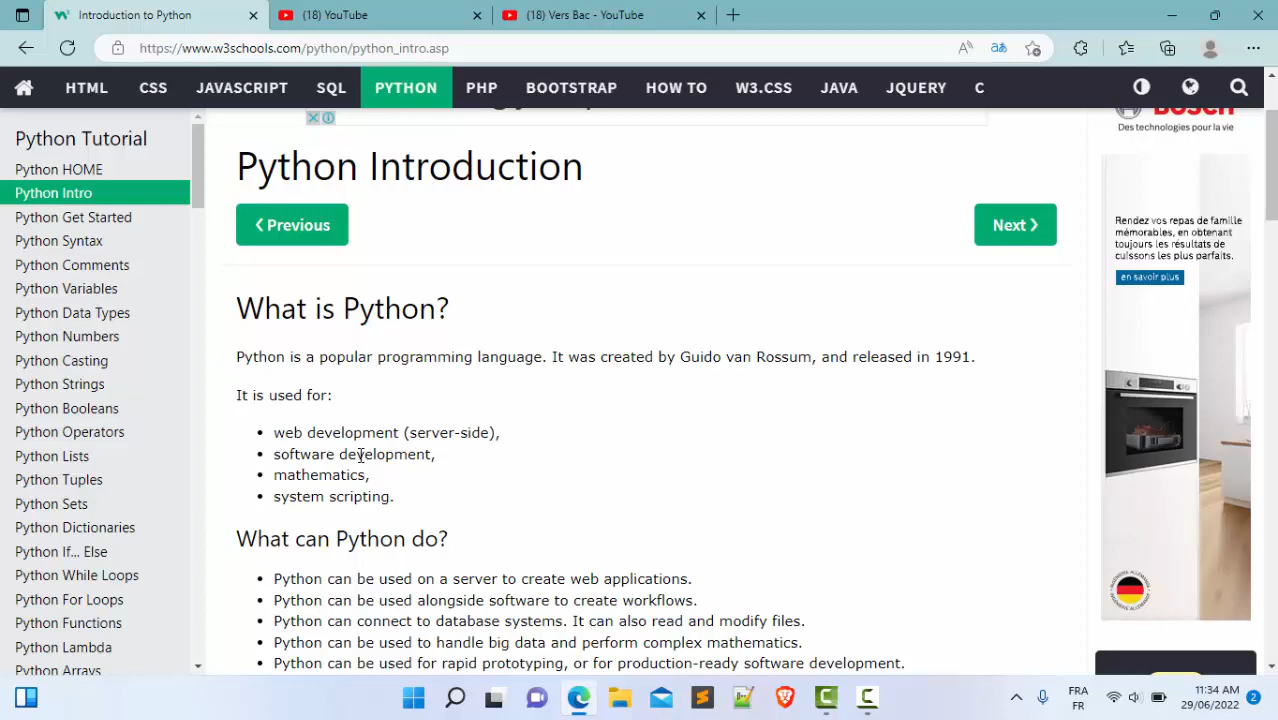 Introduction to Python
(18) YouTube
(18) Vers Bac - YouTube
https://www.w3schools.com/python/python_intro.asp
HTML CSS JAVASCRIPT SQL PYTHON PHP BOOTSTRAP HOW TO W3.CSS JAVA JQUERY C
Python Tutorial
Python HOME
Python Intro
Python Get Started
Python Syntax
Python Comments
Python Variables
Python Data Types
Python Numbers
Python Casting
Python Strings
Python Booleans
Python Operators
Python Lists
Python Tuples
Python Sets
Python Dictionaries
Python If... Else
Python While Loops
Python For Loops
Python Functions
Python Lambda
Python Arrays
Python Introduction
❮ Previous
Next ❯
What is Python?
Python is a popular programming language. It was created by Guido van Rossum, and released in 1991.
It is used for:
• web development (server-side),
• software development,
• mathematics,
• system scripting.
What can Python do?
• Python can be used on a server to create web applications.
• Python can be used alongside software to create workflows.
• Python can connect to database systems. It can also read and modify files.
• Python can be used to handle big data and perform complex mathematics.
• Python can be used for rapid prototyping, or for production-ready software development.
BOSCH
Des technologies pour la vie
Rendez vos repas de famille
mémorables, en obtenant
toujours les résultats de
cuissons les plus parfaits.
en savoir plus
FRA
FR
11:34 AM
29/06/2022
2